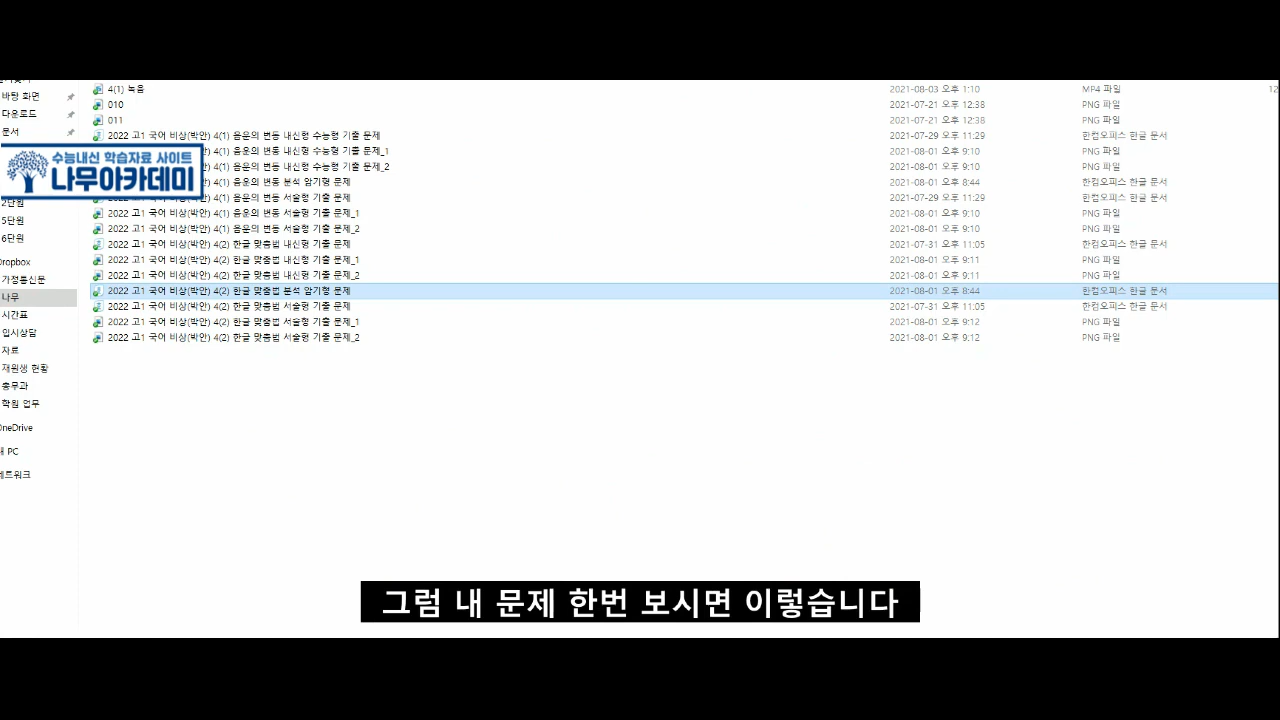 바탕 화면
다운로드
문서
수능내신 학습자료 사이트
나무아카데미
2단원
5단원
6단원
Dropbox
가정통신문
나무
시간표
입시상담
자료
재원생 현황
총무과
학원 업무
OneDrive
내 PC
네트워크
4(1) 녹음 2021-08-03 오후 1:10 MP4 파일 12
010 2021-07-21 오후 12:38 PNG 파일
011 2021-07-21 오후 12:38 PNG 파일
2022 고1 국어 비상(박안) 4(1) 음운의 변동 내신형 수능형 기출 문제 2021-07-29 오후 11:29 한컴오피스 한글 문서
비상(박안) 4(1) 음운의 변동 내신형 수능형 기출 문제_1 2021-08-01 오후 9:10 PNG 파일
4(1) 음운의 변동 내신형 수능형 기출 문제_2 2021-08-01 오후 9:10 PNG 파일
4(1) 음운의 변동 분석 암기형 문제 2021-08-01 오후 8:44 한컴오피스 한글 문서
2022 고1 국어 비상(박안) 4(1) 음운의 변동 서술형 기출 문제 2021-07-29 오후 11:29 한컴오피스 한글 문서
2022 고1 국어 비상(박안) 4(1) 음운의 변동 서술형 기출 문제_1 2021-08-01 오후 9:10 PNG 파일
2022 고1 국어 비상(박안) 4(1) 음운의 변동 서술형 기출 문제_2 2021-08-01 오후 9:10 PNG 파일
2022 고1 국어 비상(박안) 4(2) 한글 맞춤법 내신형 기출 문제 2021-07-31 오후 11:05 한컴오피스 한글 문서
2022 고1 국어 비상(박안) 4(2) 한글 맞춤법 내신형 기출 문제_1 2021-08-01 오후 9:11 PNG 파일
2022 고1 국어 비상(박안) 4(2) 한글 맞춤법 내신형 기출 문제_2 2021-08-01 오후 9:11 PNG 파일
2022 고1 국어 비상(박안) 4(2) 한글 맞춤법 분석 암기형 문제 2021-08-01 오후 8:44 한컴오피스 한글 문서
2022 고1 국어 비상(박안) 4(2) 한글 맞춤법 서술형 기출 문제 2021-07-31 오후 11:05 한컴오피스 한글 문서
2022 고1 국어 비상(박안) 4(2) 한글 맞춤법 서술형 기출 문제_1 2021-08-01 오후 9:12 PNG 파일
2022 고1 국어 비상(박안) 4(2) 한글 맞춤법 서술형 기출 문제_2 2021-08-01 오후 9:12 PNG 파일
그럼 내 문제 한번 보시면 이렇습니다